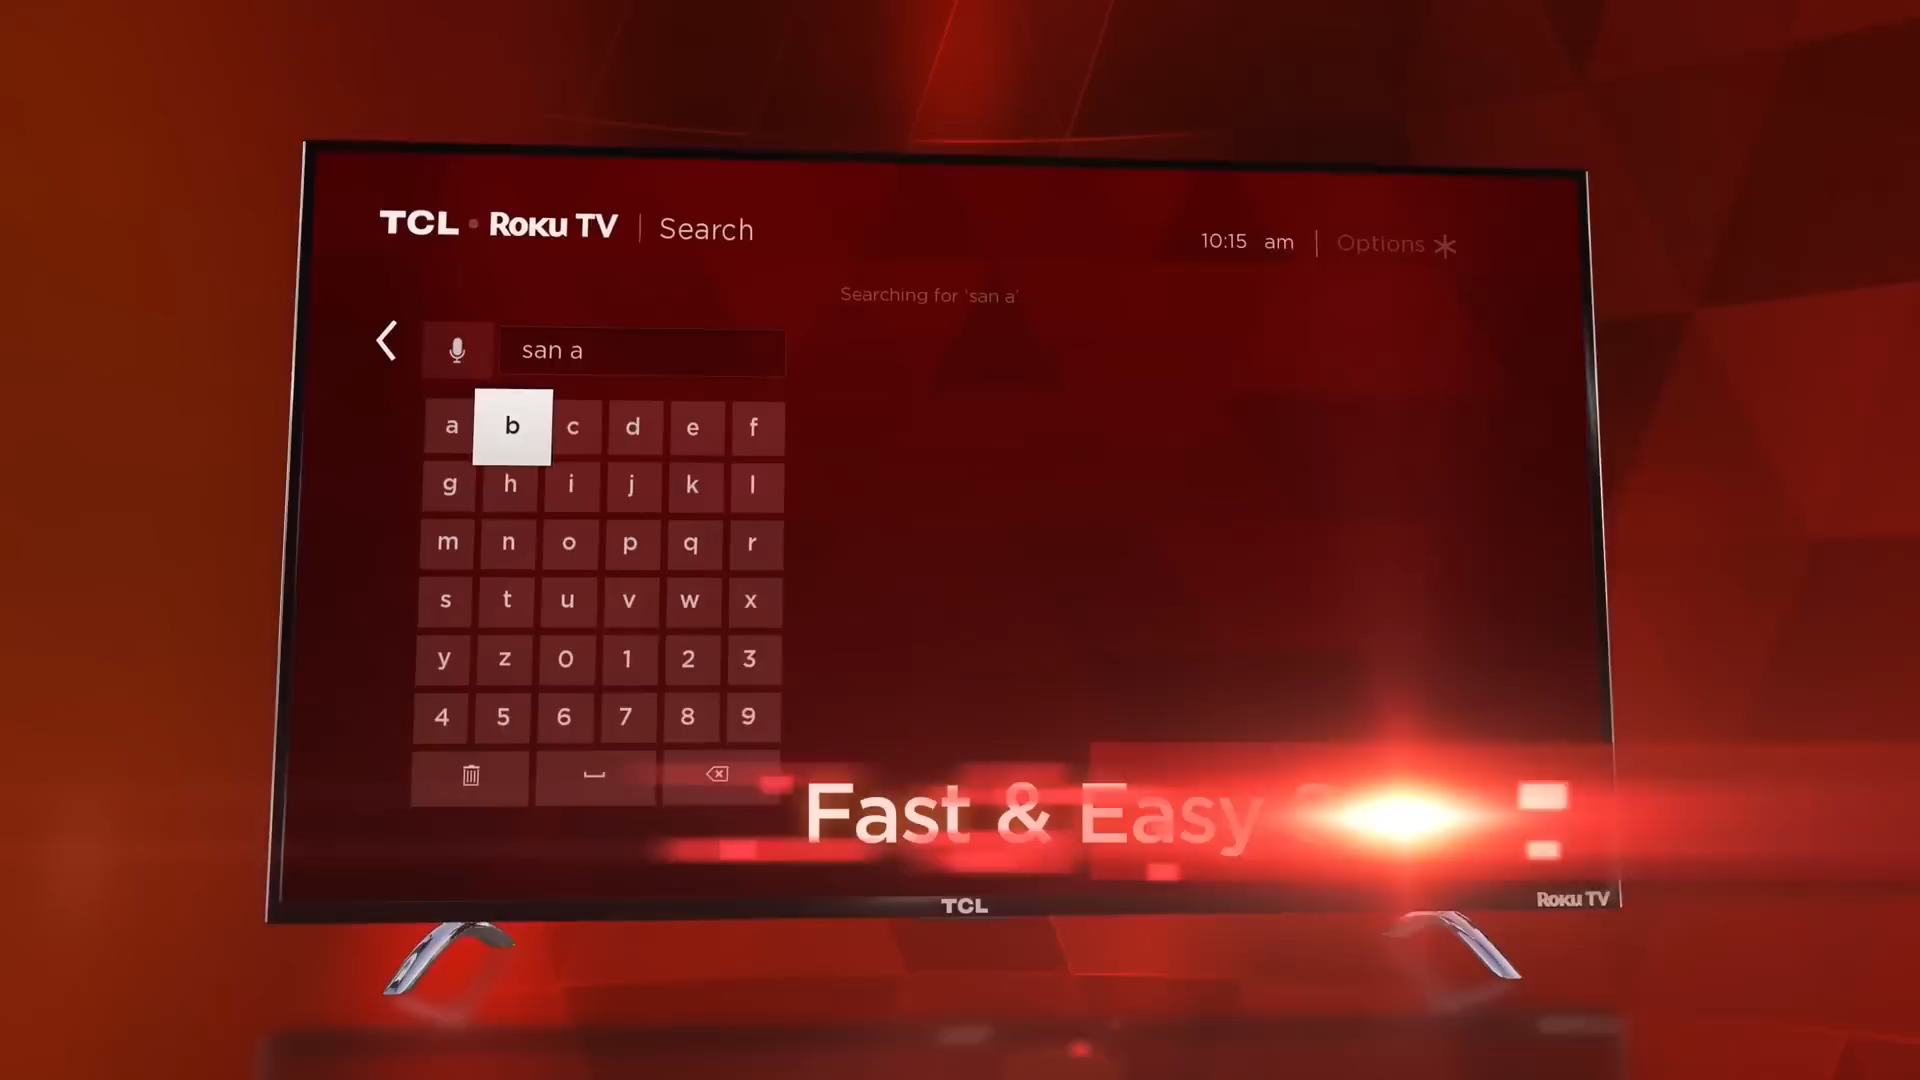 TCL • Roku TV | Search
10:15 am | Options
Searching for 'san a'
san a
a b c d e f
g h i j k l
m n o p q r
s t u v w x
y z 0 1 2 3
4 5 6 7 8 9
Fast & Easy
TCL
Roku TV